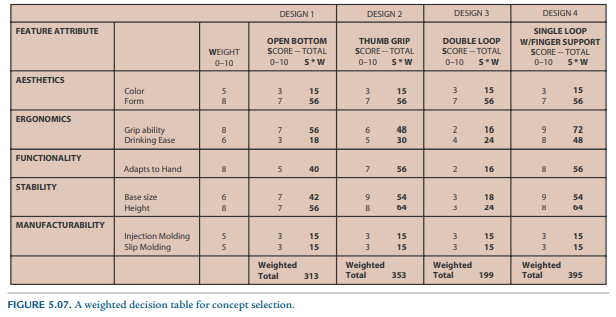 DESIGN 1 DESIGN 2 DESIGN 3 DESIGN 4
FEATURE ATTRIBUTE
WEIGHT
0–10
OPEN BOTTOM
SCORE -- TOTAL
0–10 S * W
THUMB GRIP
SCORE -- TOTAL
0–10 S * W
DOUBLE LOOP
SCORE -- TOTAL
0–10 S * W
SINGLE LOOP
W/FINGER SUPPORT
SCORE -- TOTAL
0–10 S * W
AESTHETICS
Color 5 3 15 3 15 3 15 3 15
Form 8 7 56 7 56 7 56 7 56
ERGONOMICS
Grip ability 8 7 56 6 48 2 16 9 72
Drinking Ease 6 3 18 5 30 4 24 8 48
FUNCTIONALITY
Adapts to Hand 8 5 40 7 56 2 16 8 56
STABILITY
Base size 6 7 42 9 54 3 18 9 54
Height 8 7 56 8 64 3 24 8 64
MANUFACTURABILITY
Injection Molding 5 3 15 3 15 3 15 3 15
Slip Molding 5 3 15 3 15 3 15 3 15
Weighted
Total 313
Weighted
Total 353
Weighted
Total 199
Weighted
Total 395
FIGURE 5.07. A weighted decision table for concept selection.